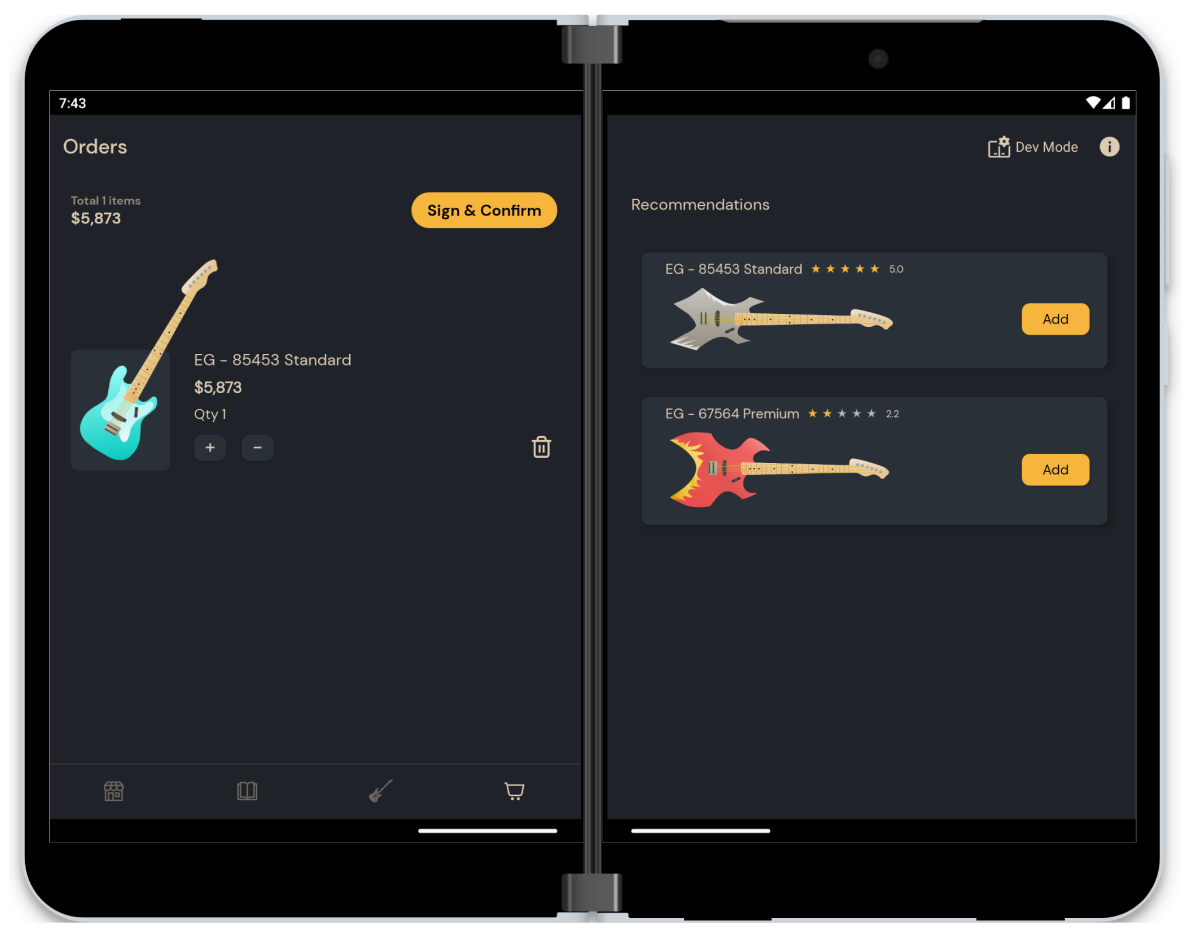 7:43
Orders
Total 1 items
$5,873
Sign & Confirm
EG - 85453 Standard
$5,873
Qty 1
+ -
Dev Mode
Recommendations
EG - 85453 Standard 5.0
Add
EG - 67564 Premium 2.2
Add